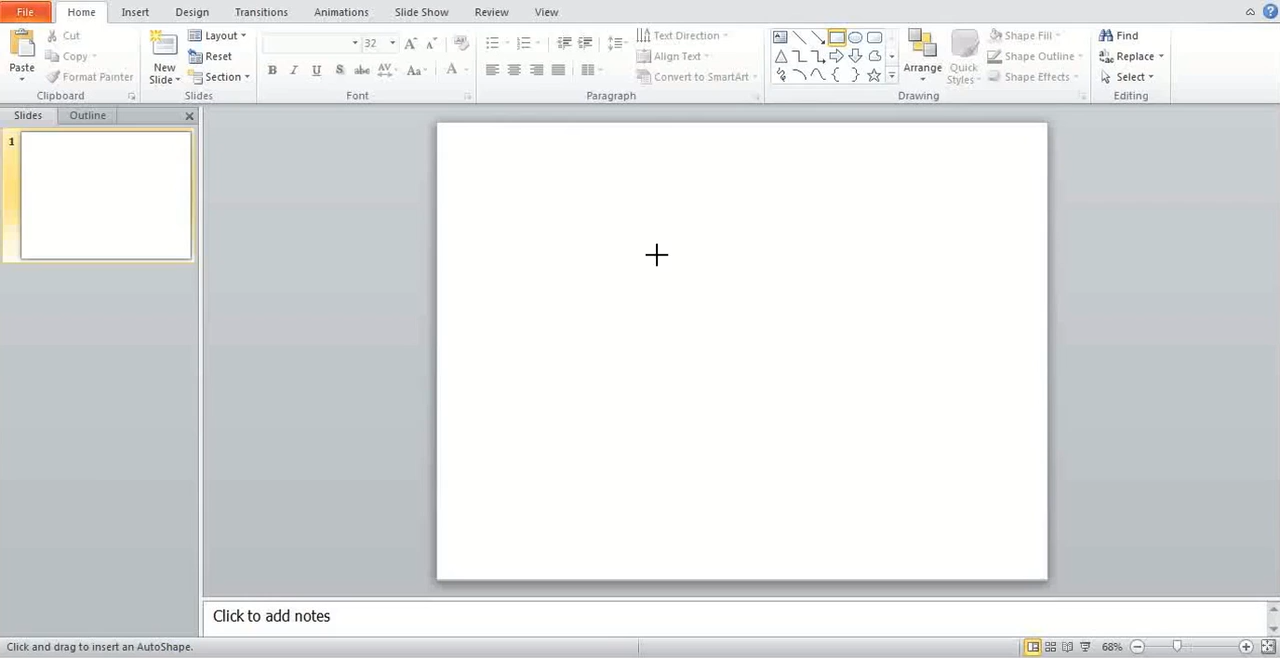 File Home Insert Design Transitions Animations Slide Show Review View
Cut Layout 32 Text Direction Shape Fill Find
Copy Reset Align Text Shape Outline Replace
Paste Format Painter New Slide Section B I U S abc AV Aa A Convert to SmartArt Arrange Quick Styles Shape Effects Select
Clipboard Slides Font Paragraph Drawing Editing
Slides Outline
1
Click to add notes
Click and drag to insert an AutoShape. 68%